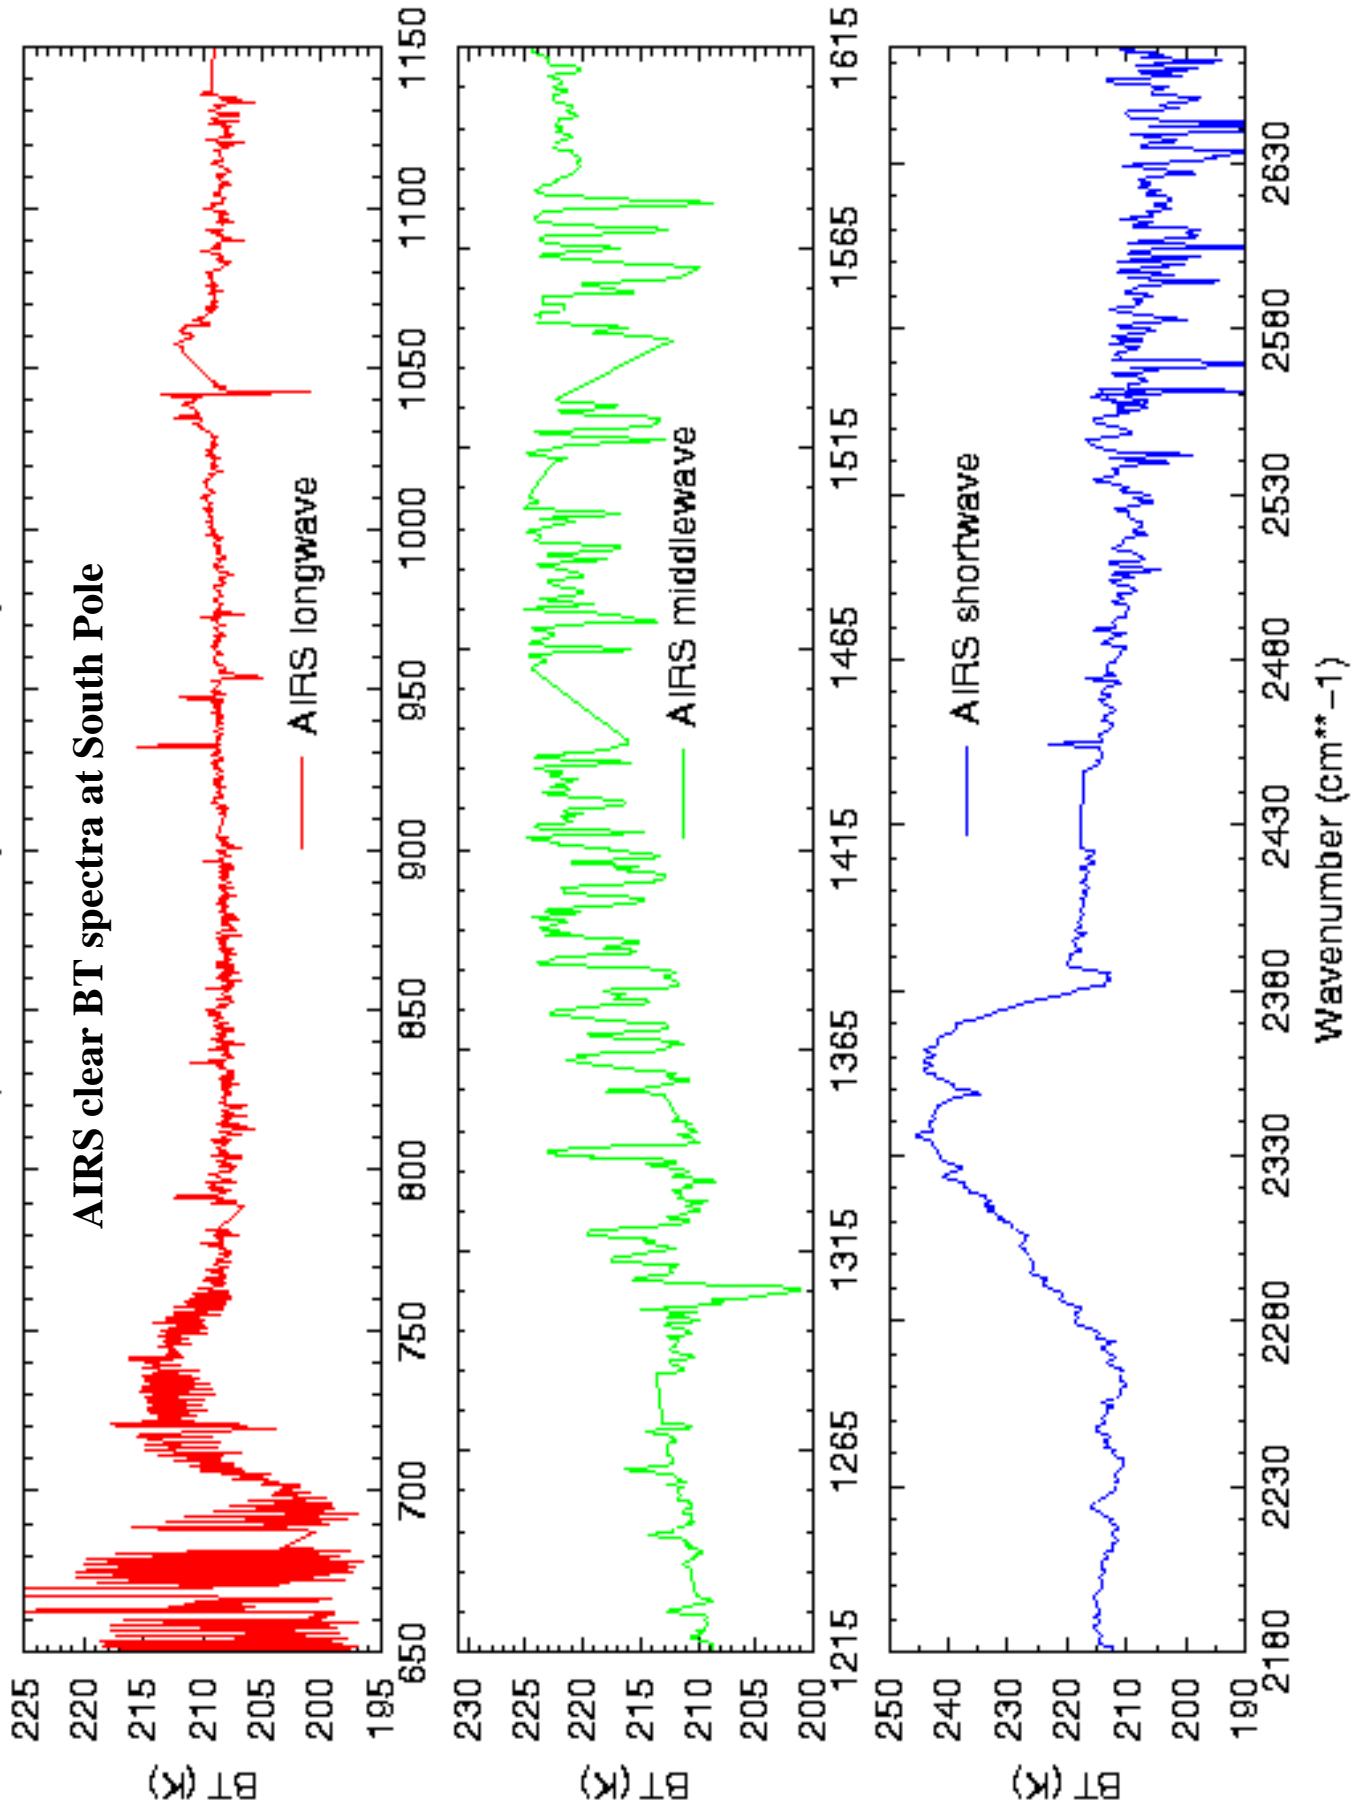 AIRS clear BT spectra at South Pole
225
220
215
210
205
200
195
BT (K)
AIRS longwave
650 700 750 800 850 900 950 1000 1050 1100 1150
230
225
220
215
210
205
200
BT (K)
AIRS middlewave
1215 1265 1315 1365 1415 1465 1515 1565 1615
250
240
230
220
210
200
190
BT (K)
AIRS shortwave
2180 2230 2280 2330 2380 2430 2480 2530 2580 2630
Wavenumber (cm**-1)